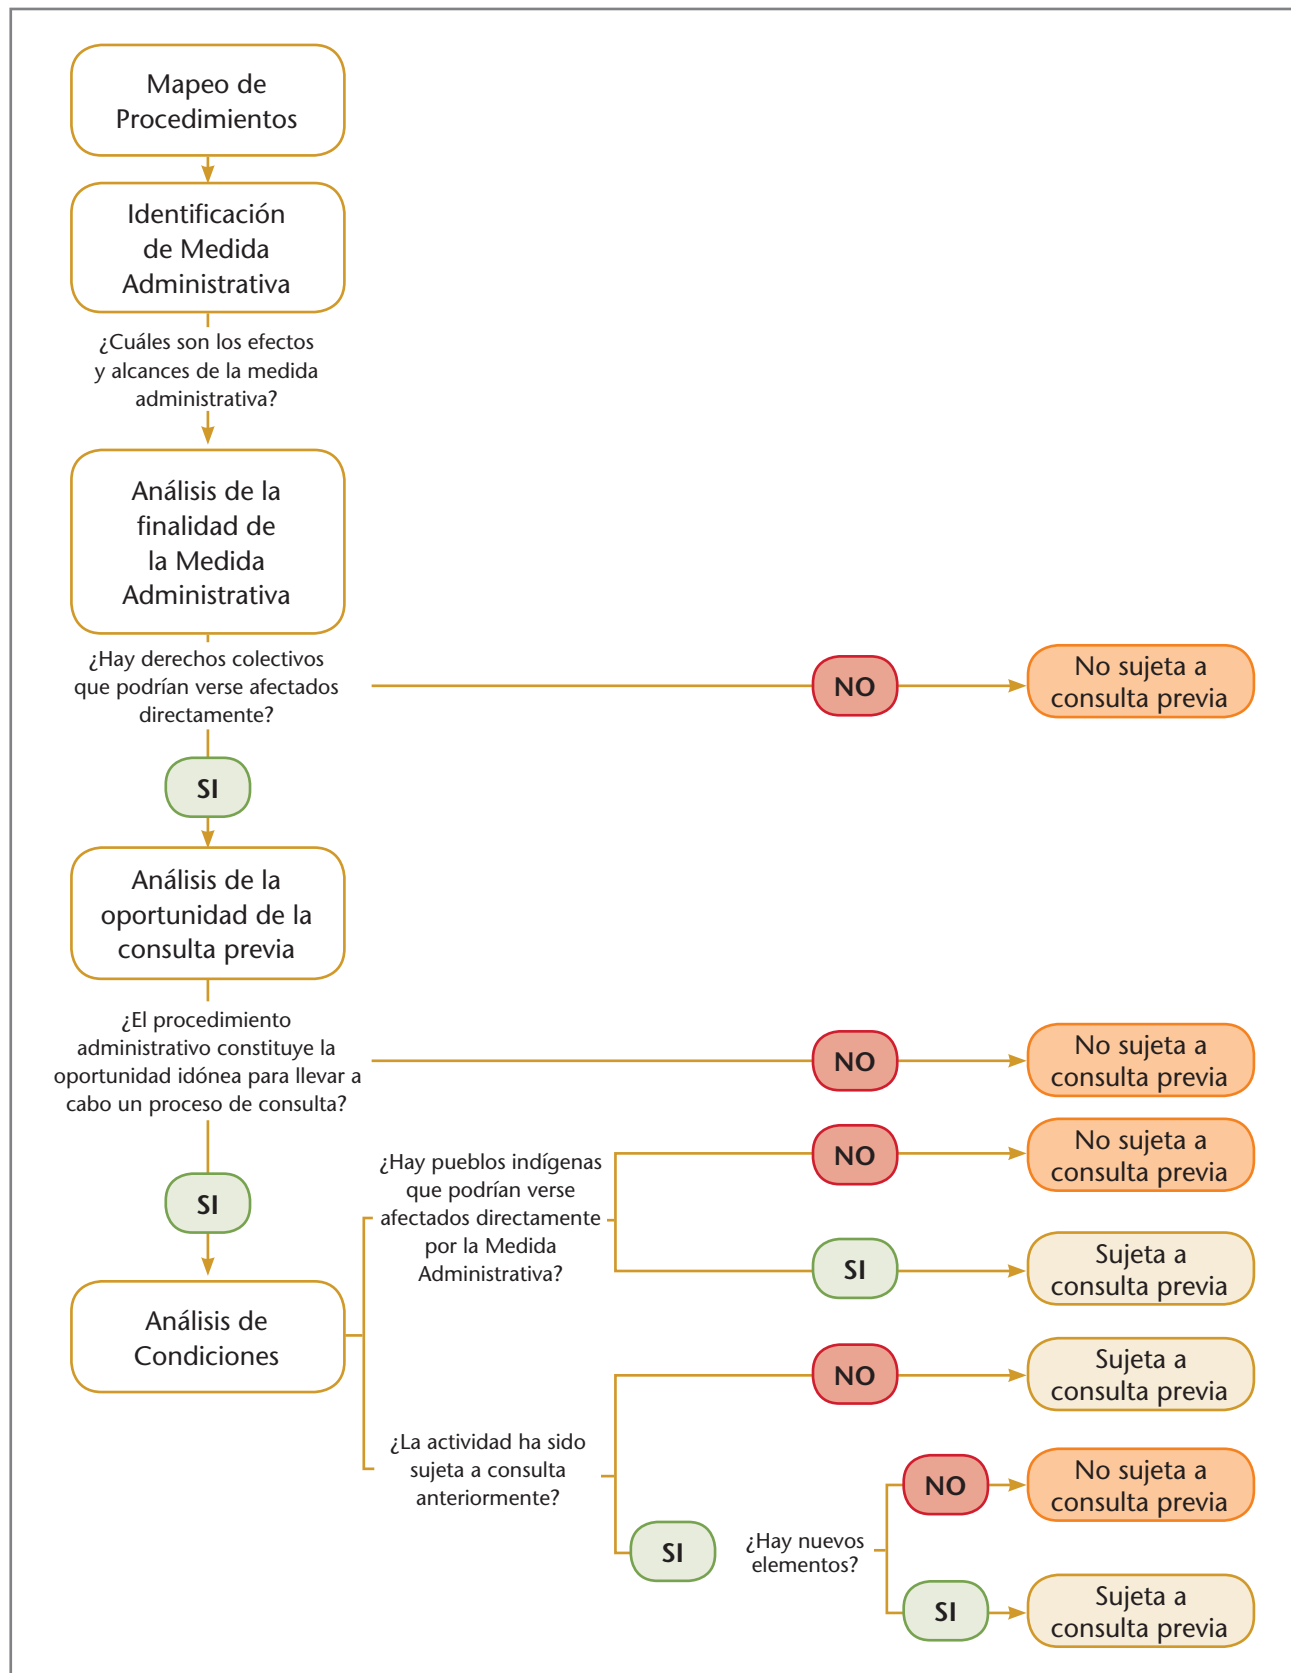 Mapeo de
Procedimientos
Identificación
de Medida
Administrativa
¿Cuáles son los efectos
y alcances de la medida
administrativa?
Análisis de la
finalidad de
la Medida
Administrativa
¿Hay derechos colectivos
que podrían verse afectados
directamente?
NO
No sujeta a
consulta previa
SI
Análisis de la
oportunidad de la
consulta previa
¿El procedimiento
administrativo constituye la
oportunidad idónea para llevar a
cabo un proceso de consulta?
NO
No sujeta a
consulta previa
SI
Análisis de
Condiciones
¿Hay pueblos indígenas
que podrían verse
afectados directamente
por la Medida
Administrativa?
NO
No sujeta a
consulta previa
SI
Sujeta a
consulta previa
¿La actividad ha sido
sujeta a consulta
anteriormente?
NO
Sujeta a
consulta previa
SI
¿Hay nuevos
elementos?
NO
No sujeta a
consulta previa
SI
Sujeta a
consulta previa